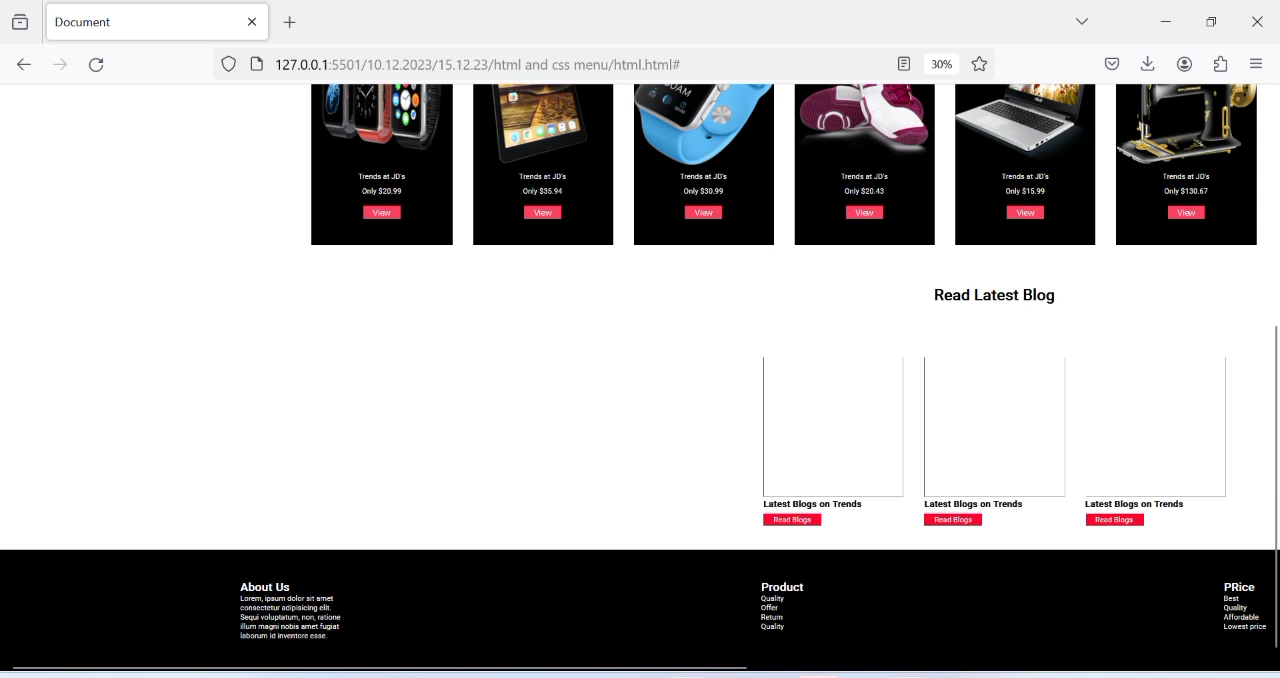 Document
127.0.0.1:5501/10.12.2023/15.12.23/html and css menu/html.html#
30%
Trends at JD's
Only $20.99
View
Trends at JD's
Only $35.94
View
Trends at JD's
Only $30.99
View
Trends at JD's
Only $20.43
View
Trends at JD's
Only $15.99
View
Trends at JD's
Only $130.67
View
Read Latest Blog
Latest Blogs on Trends
Read Blogs
Latest Blogs on Trends
Read Blogs
Latest Blogs on Trends
Read Blogs
About Us
Lorem, ipsum dolor sit amet
consectetur adipisicing elit.
Sequi voluptatum, non, ratione
illum magni nobis amet fugiat
laborum id inventore esse.
Product
Quality
Offer
Return
Quality
PRice
Best
Quality
Affordable
Lowest price